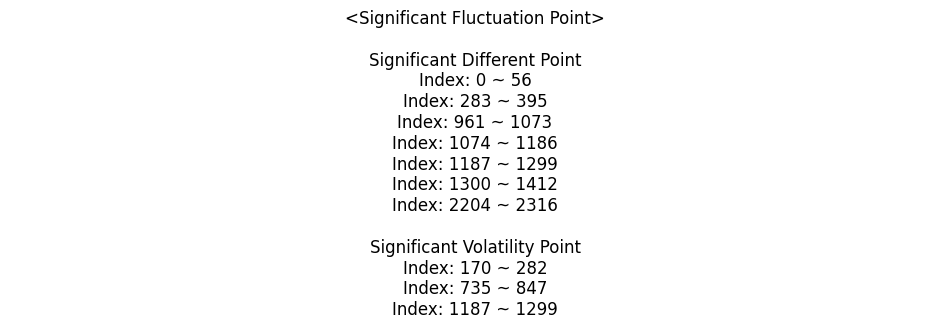 <Significant Fluctuation Point>
Significant Different Point
Index: 0 ~ 56
Index: 283 ~ 395
Index: 961 ~ 1073
Index: 1074 ~ 1186
Index: 1187 ~ 1299
Index: 1300 ~ 1412
Index: 2204 ~ 2316
Significant Volatility Point
Index: 170 ~ 282
Index: 735 ~ 847
Index: 1187 ~ 1299